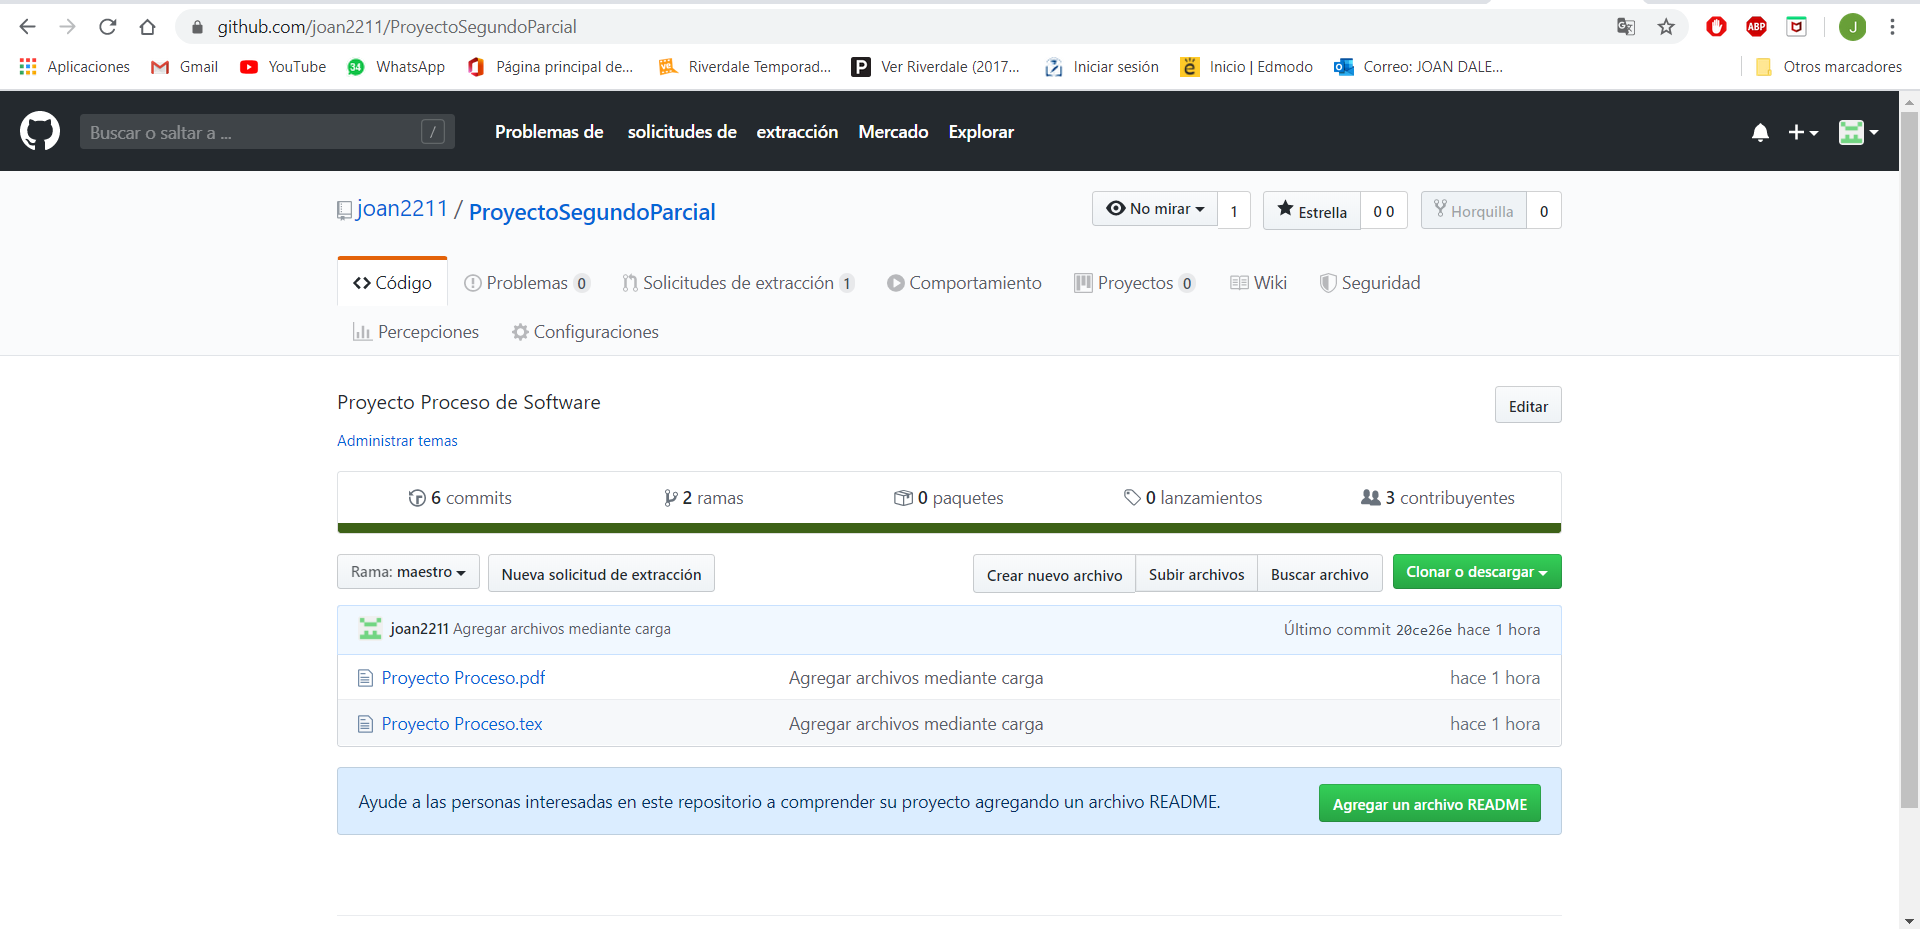 github.com/joan2211/ProyectoSegundoParcial
ABP
J
Aplicaciones Gmail YouTube 34 WhatsApp Página principal de... Riverdale Temporad... Ver Riverdale (2017... Iniciar sesión Inicio | Edmodo Correo: JOAN DALE... Otros marcadores
Buscar o saltar a ... / Problemas de solicitudes de extracción Mercado Explorar
joan2211 / ProyectoSegundoParcial
No mirar 1 Estrella 0 0 Horquilla 0
Código Problemas 0 Solicitudes de extracción 1 Comportamiento Proyectos 0 Wiki Seguridad
Percepciones Configuraciones
Proyecto Proceso de Software Editar
Administrar temas
6 commits 2 ramas 0 paquetes 0 lanzamientos 3 contribuyentes
Rama: maestro Nueva solicitud de extracción Crear nuevo archivo Subir archivos Buscar archivo Clonar o descargar
joan2211 Agregar archivos mediante carga Último commit 20ce26e hace 1 hora
Proyecto Proceso.pdf Agregar archivos mediante carga hace 1 hora
Proyecto Proceso.tex Agregar archivos mediante carga hace 1 hora
Ayude a las personas interesadas en este repositorio a comprender su proyecto agregando un archivo README. Agregar un archivo README